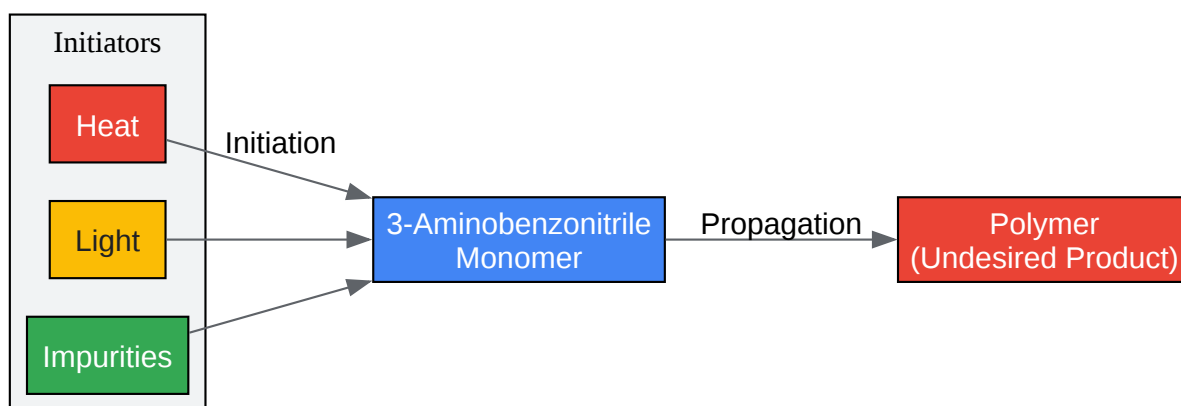 Initiators
Heat
Initiation
Light
3-Aminobenzonitrile
Monomer
Propagation
Polymer
(Undesired Product)
Impurities